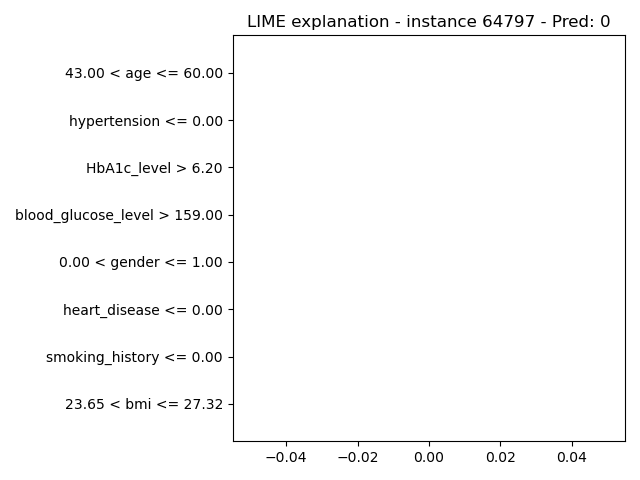 LIME explanation - instance 64797 - Pred: 0
43.00 < age <= 60.00
hypertension <= 0.00
HbA1c_level > 6.20
blood_glucose_level > 159.00
0.00 < gender <= 1.00
heart_disease <= 0.00
smoking_history <= 0.00
23.65 < bmi <= 27.32
−0.04 −0.02 0.00 0.02 0.04